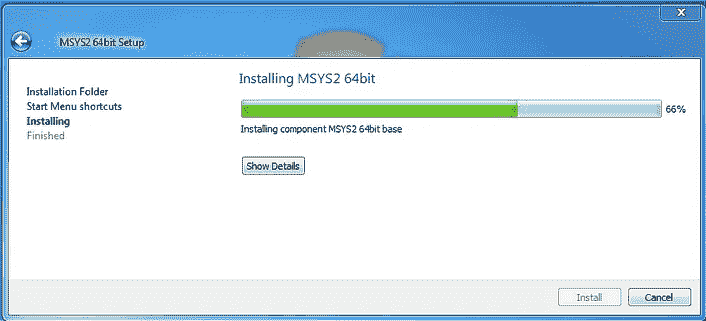 MSYS2 64bit Setup
Installing MSYS2 64bit
Installation Folder
Start Menu shortcuts
Installing
Finished
66%
Installing component MSYS2 64bit base
Show Details
Install
Cancel